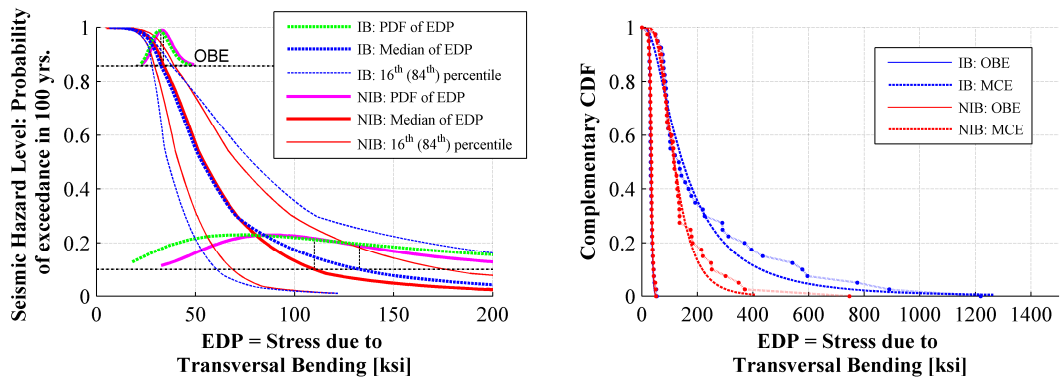 Seismic Hazard Level: Probability
of exceedance in 100 yrs.
1
0.8
0.6
0.4
0.2
0
OBE
IB: PDF of EDP
IB: Median of EDP
IB: 16th (84th) percentile
NIB: PDF of EDP
NIB: Median of EDP
NIB: 16th (84th) percentile
0 50 100 150 200
EDP = Stress due to
Transversal Bending [ksi]
Complementary CDF
1
0.8
0.6
0.4
0.2
0
IB: OBE
IB: MCE
NIB: OBE
NIB: MCE
0 200 400 600 800 1000 1200 1400
EDP = Stress due to
Transversal Bending [ksi]